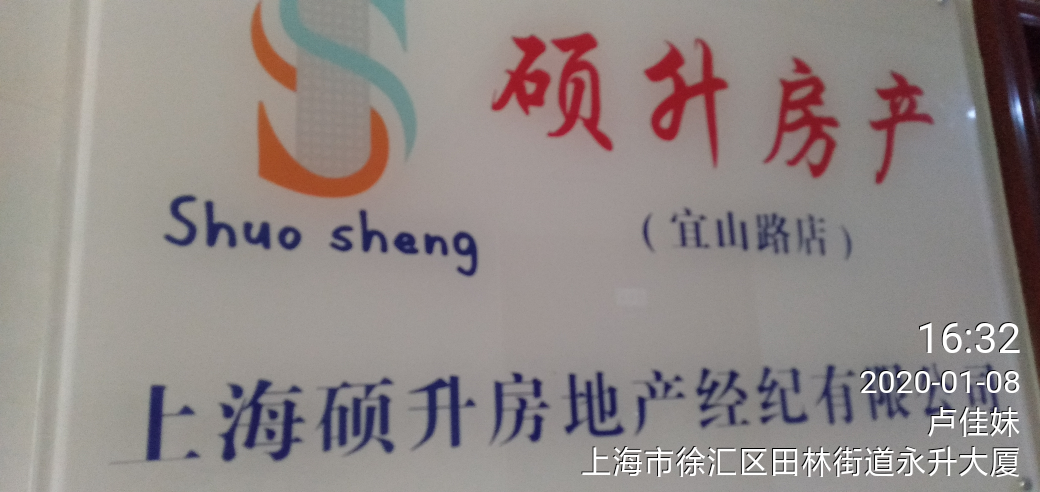 硕升房产
Shuo sheng
（宜山路店）
上海硕升房地产经纪有限公司
16:32
2020-01-08
卢佳妹
上海市徐汇区田林街道永升大厦